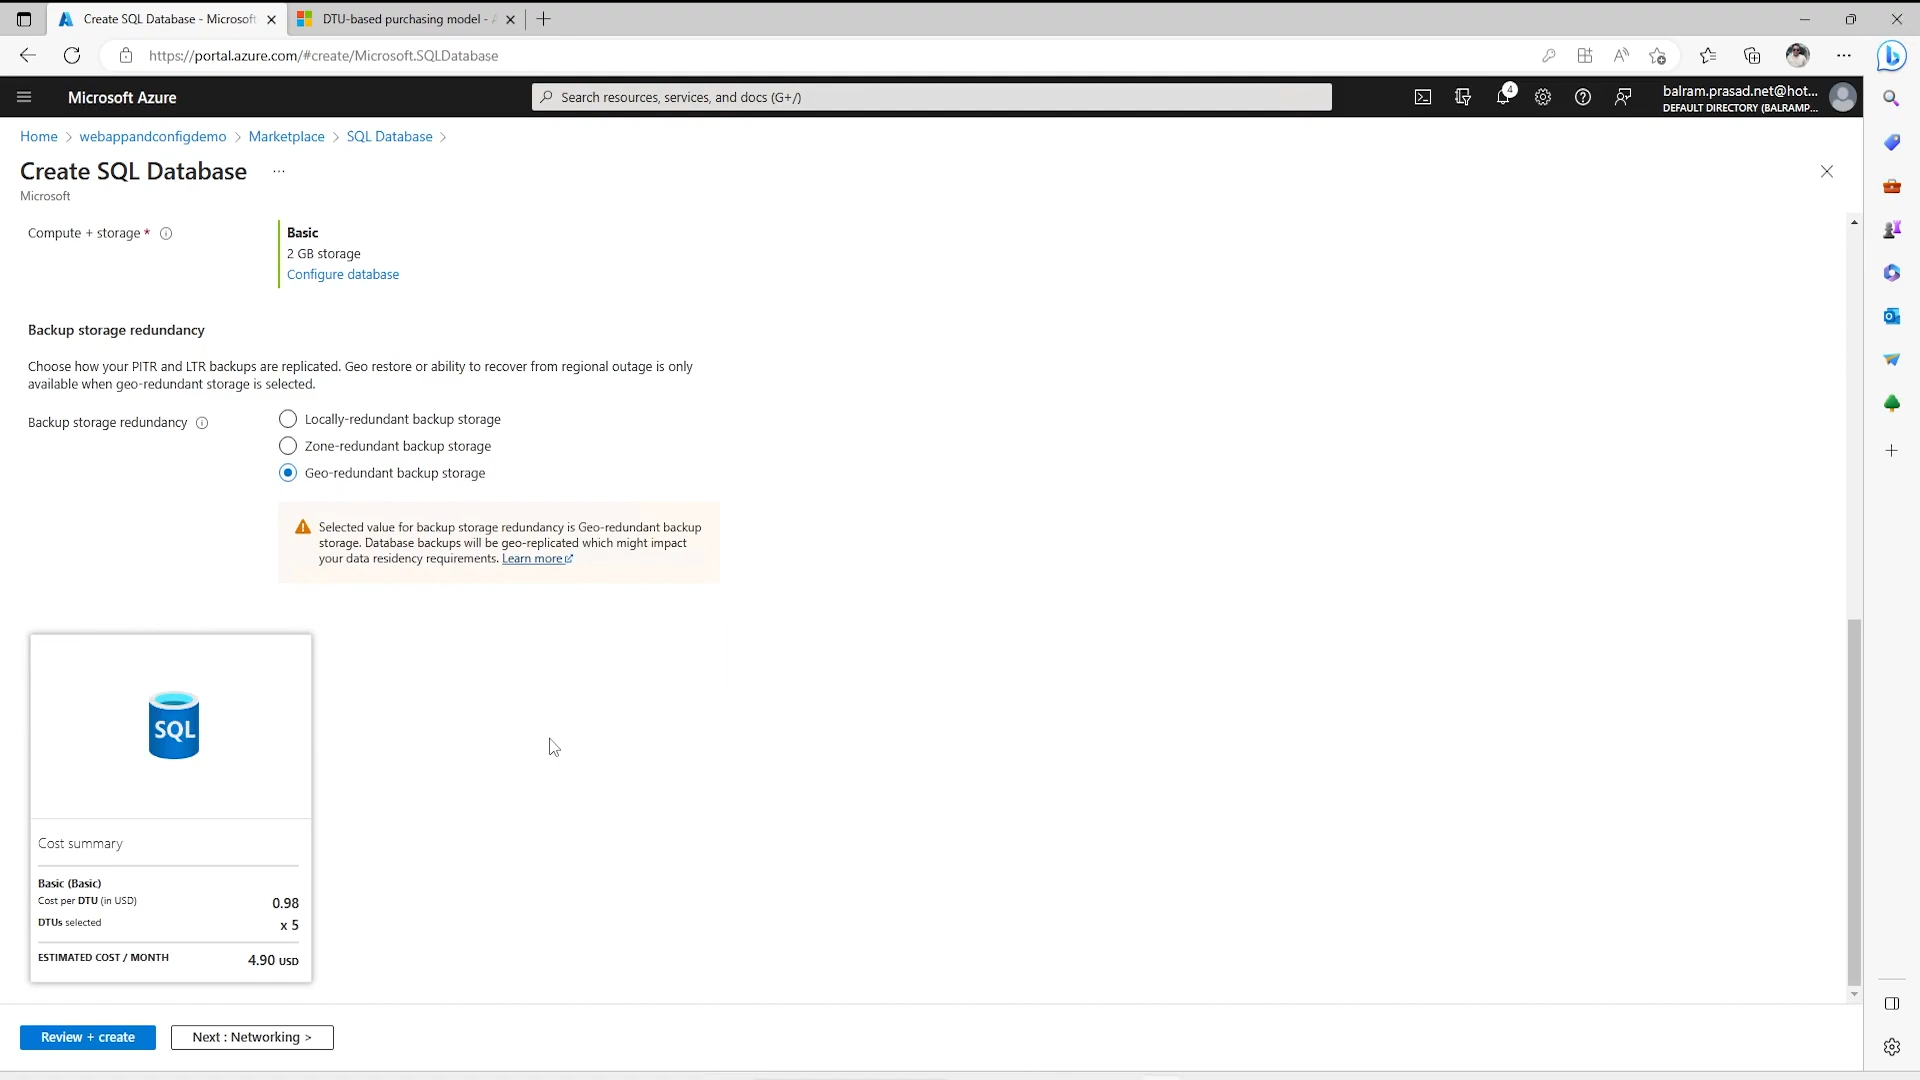 Create SQL Database - Microsoft
DTU-based purchasing model -
https://portal.azure.com/#create/Microsoft.SQLDatabase
Microsoft Azure
Search resources, services, and docs (G+/)
4
balram.prasad.net@hot...
DEFAULT DIRECTORY (BALRAMP...
Home > webappandconfigdemo > Marketplace > SQL Database >
Create SQL Database ...
Microsoft
Compute + storage *
Basic
2 GB storage
Configure database
Backup storage redundancy
Choose how your PITR and LTR backups are replicated. Geo restore or ability to recover from regional outage is only
available when geo-redundant storage is selected.
Backup storage redundancy
Locally-redundant backup storage
Zone-redundant backup storage
Geo-redundant backup storage
Selected value for backup storage redundancy is Geo-redundant backup
storage. Database backups will be geo-replicated which might impact
your data residency requirements. Learn more
SQL
Cost summary
Basic (Basic)
Cost per DTU (in USD) 0.98
DTUs selected x 5
ESTIMATED COST / MONTH 4.90 USD
Review + create
Next : Networking >